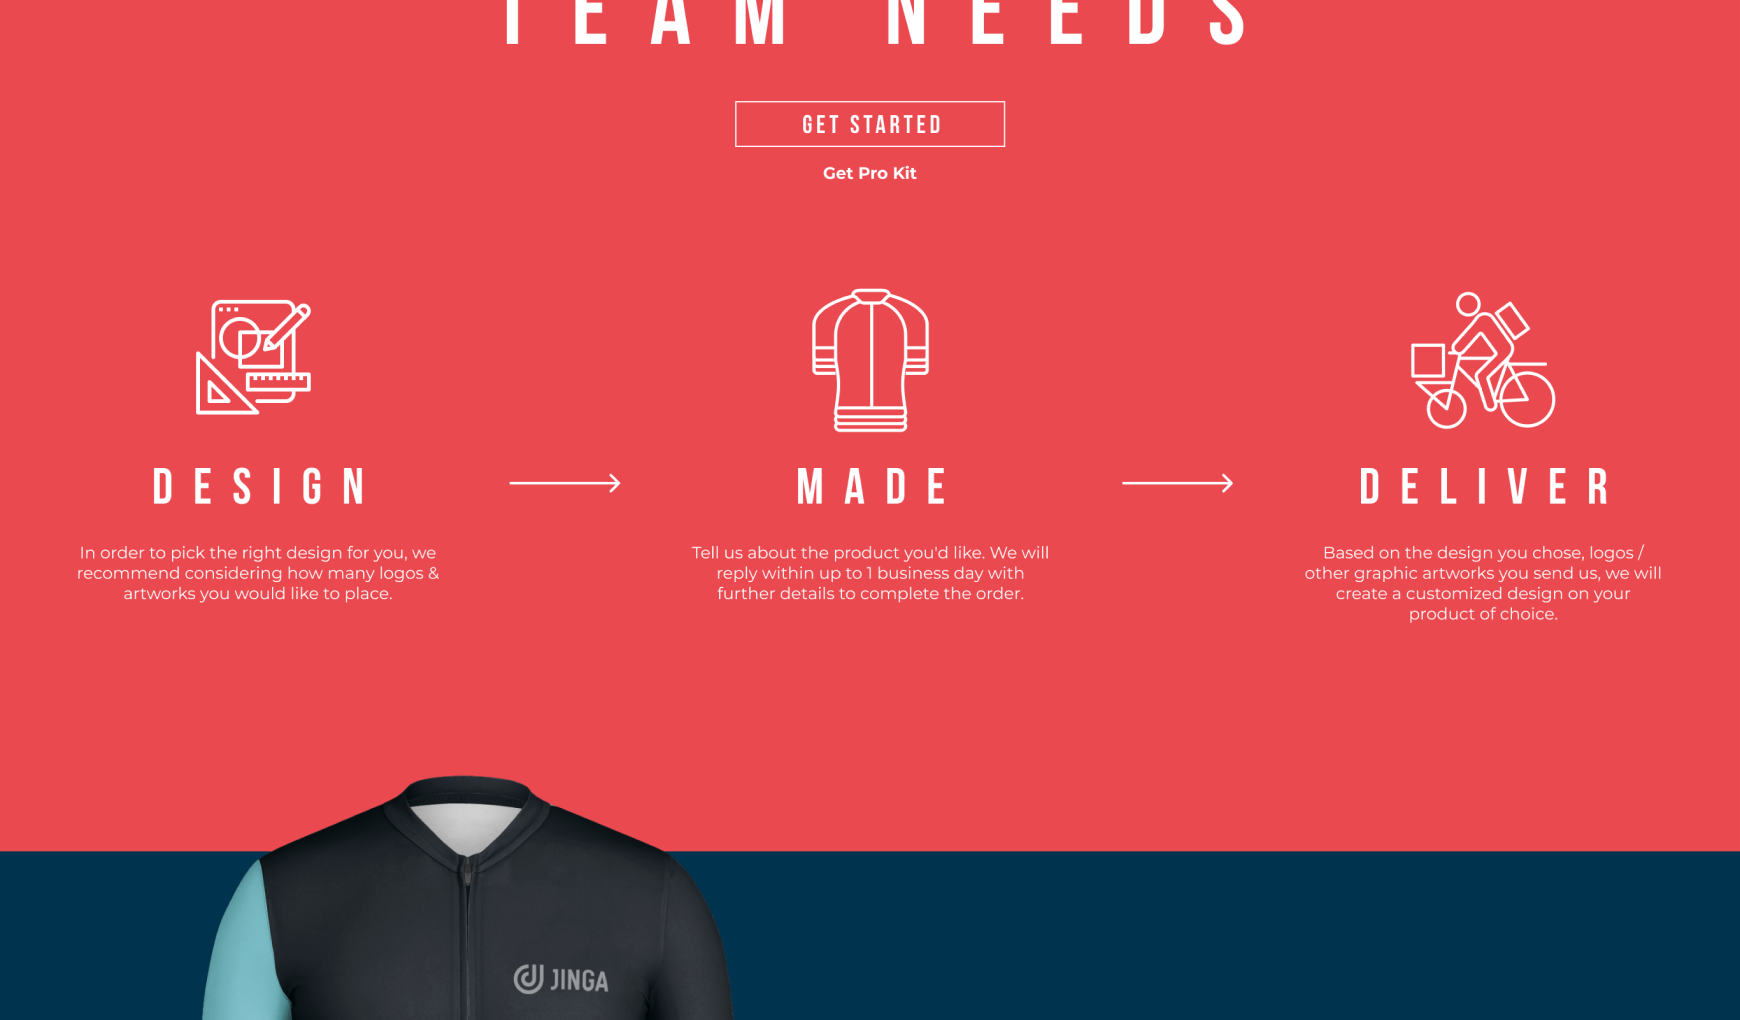 TEAM NEEDS
GET STARTED
Get Pro Kit
DESIGN
In order to pick the right design for you, we
recommend considering how many logos &
artworks you would like to place.
MADE
Tell us about the product you'd like. We will
reply within up to 1 business day with
further details to complete the order.
DELIVER
Based on the design you chose, logos /
other graphic artworks you send us, we will
create a customized design on your
product of choice.
JINGA